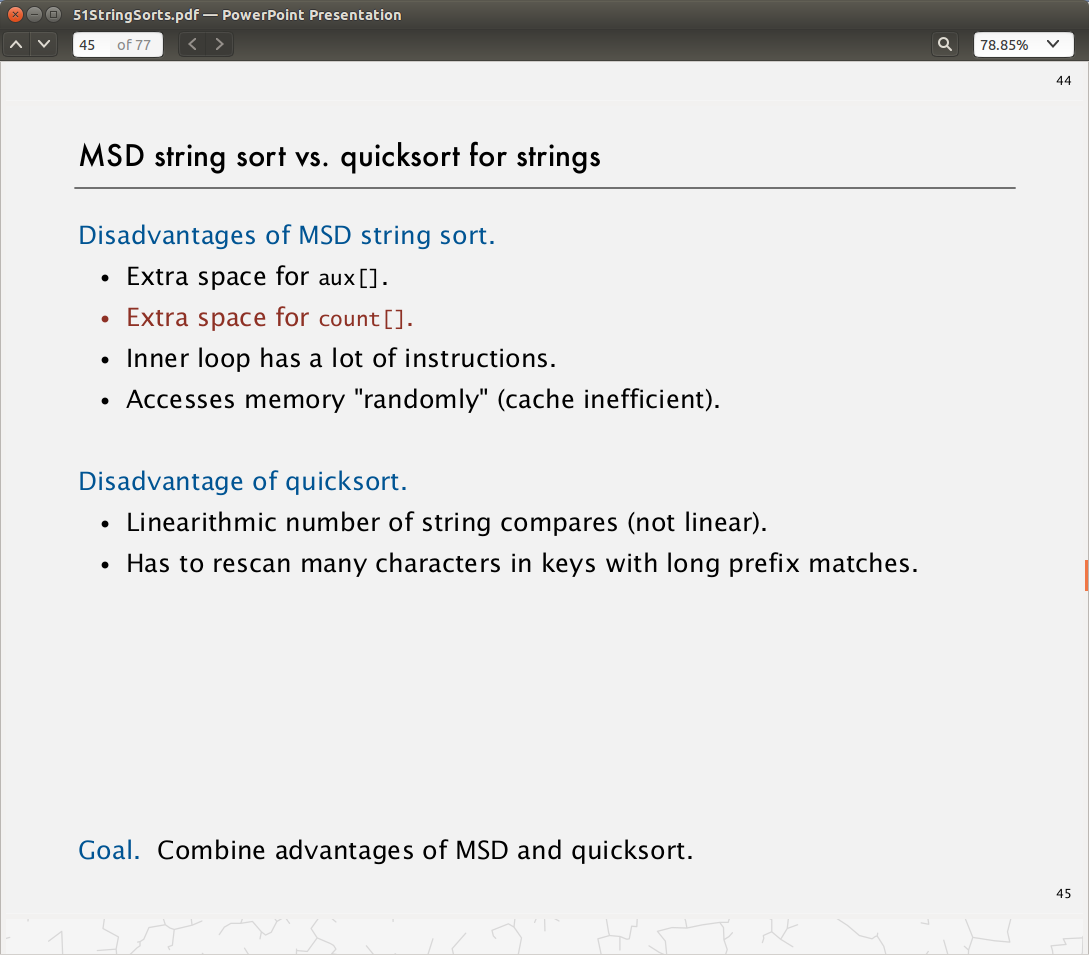 51StringSorts.pdf — PowerPoint Presentation
45 of 77
78.85%
44
MSD string sort vs. quicksort for strings
Disadvantages of MSD string sort.
• Extra space for aux[].
• Extra space for count[].
• Inner loop has a lot of instructions.
• Accesses memory "randomly" (cache inefficient).
Disadvantage of quicksort.
• Linearithmic number of string compares (not linear).
• Has to rescan many characters in keys with long prefix matches.
Goal. Combine advantages of MSD and quicksort.
45